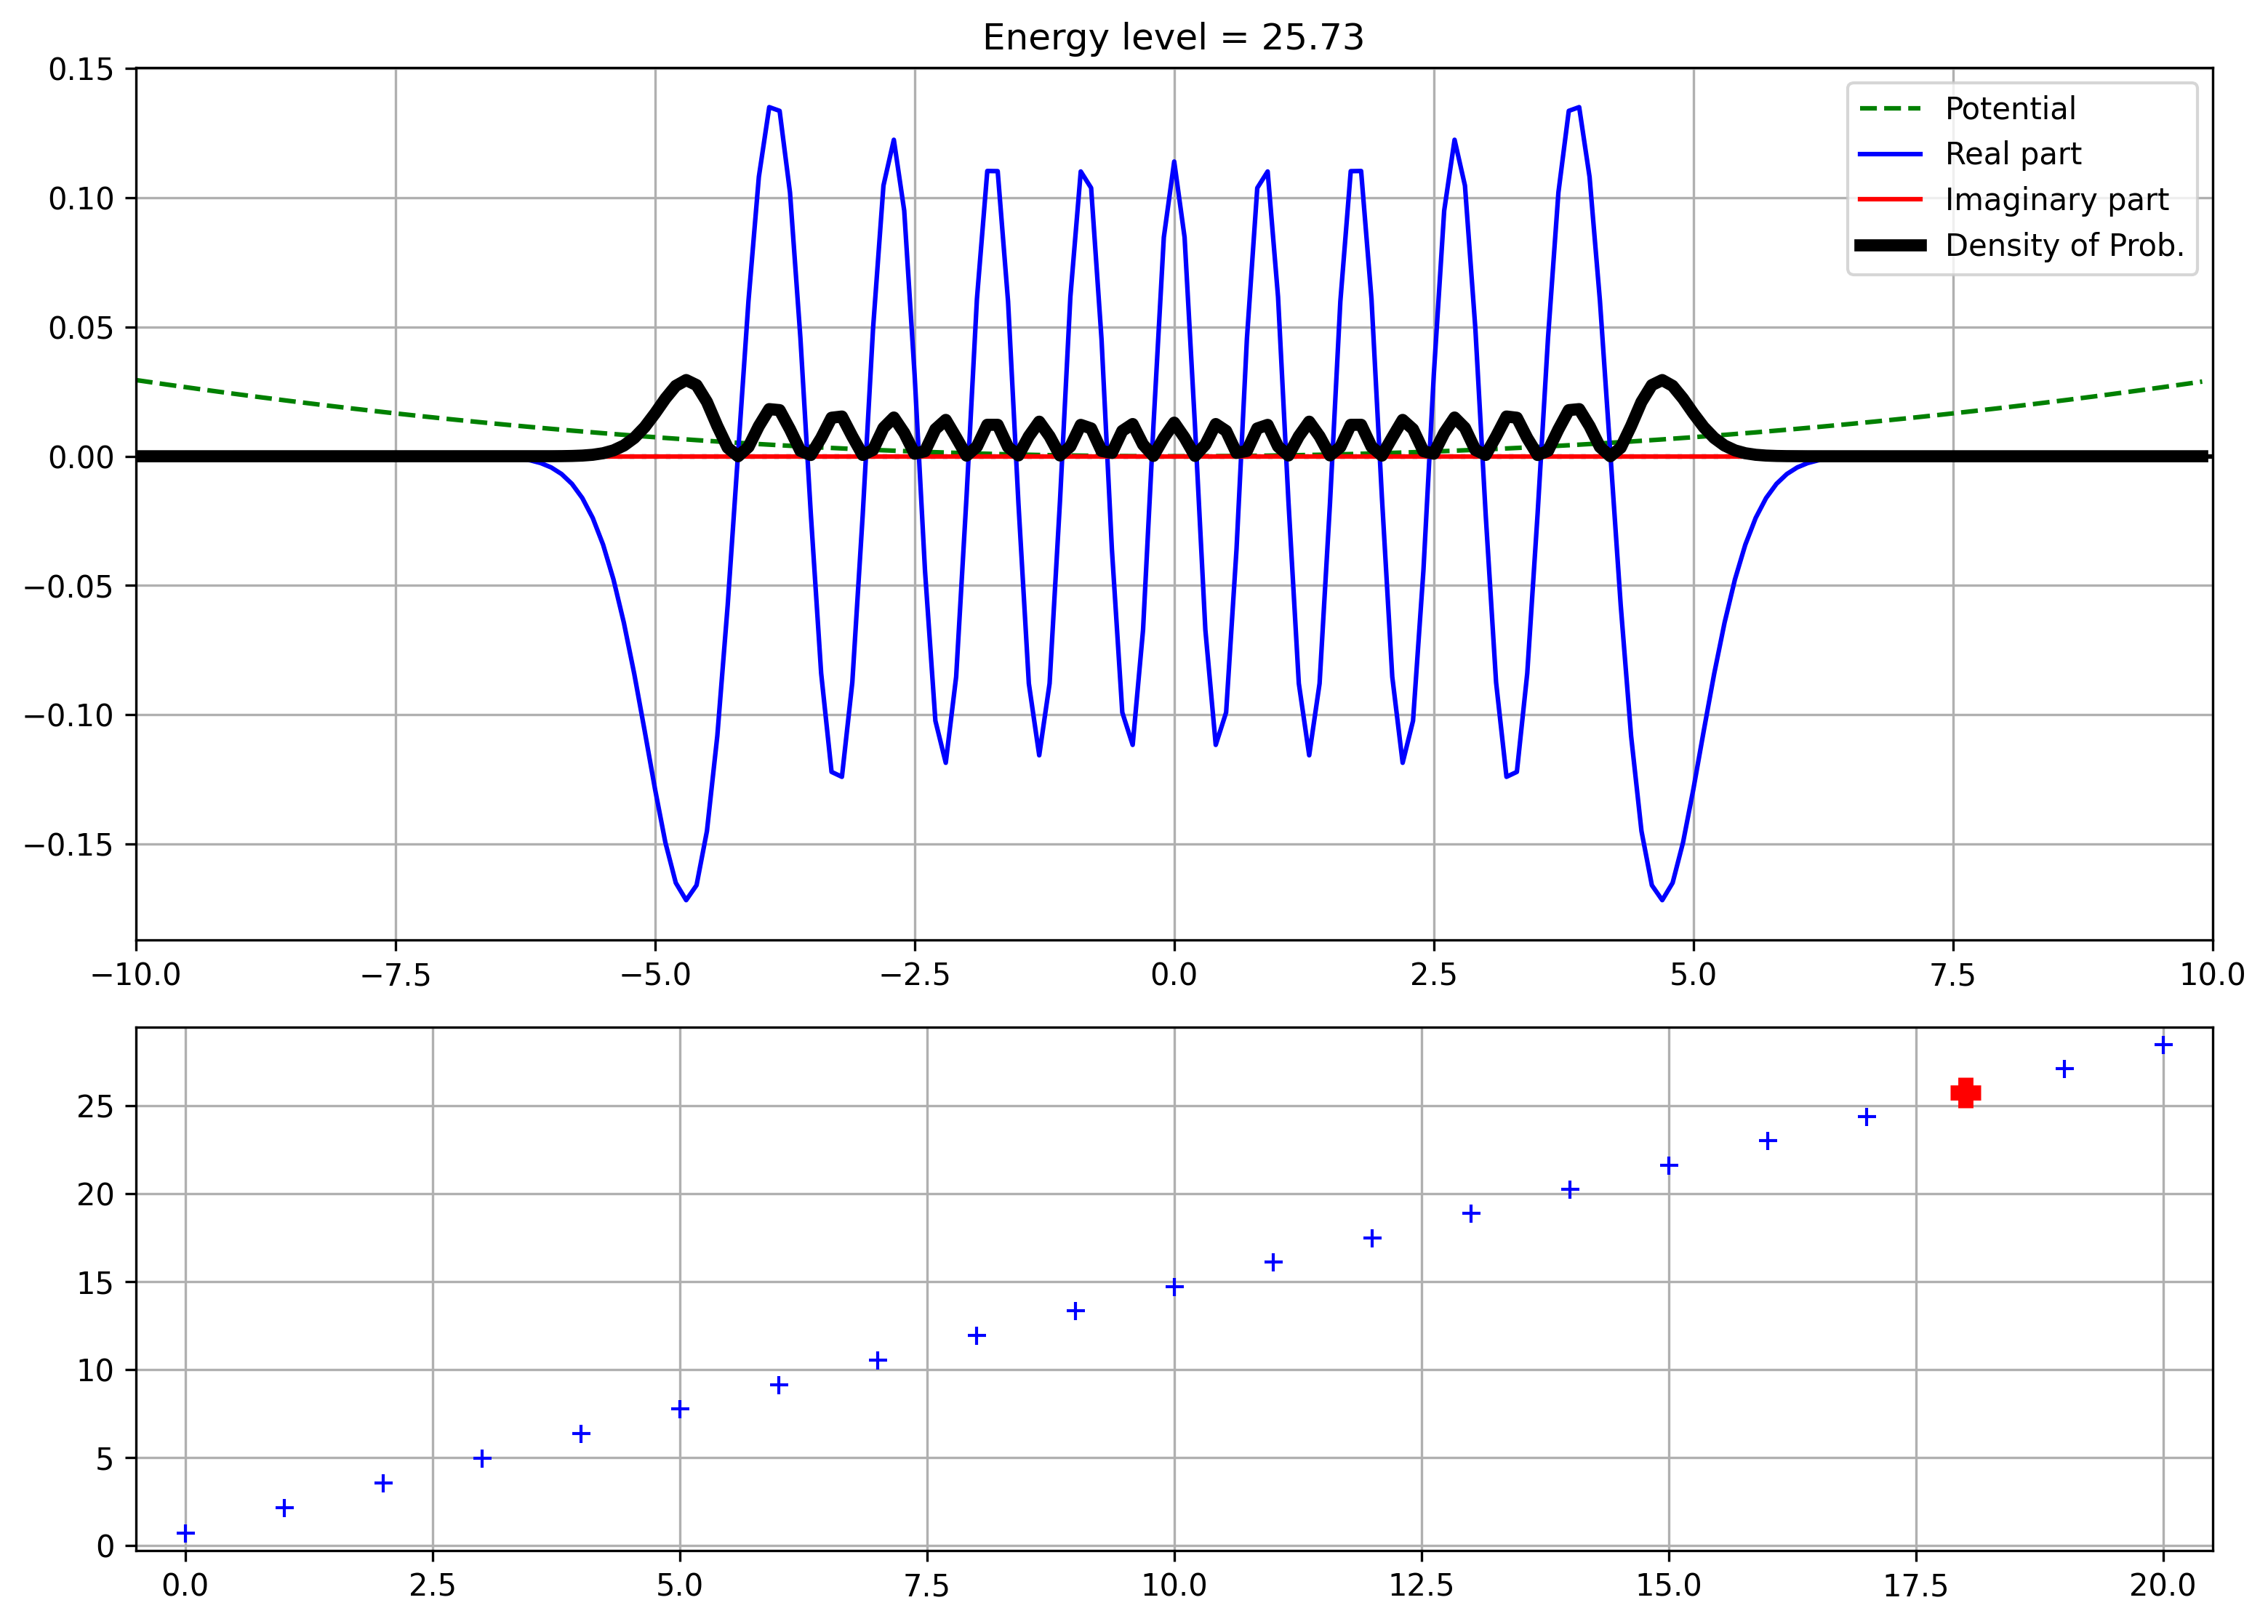 Energy level = 25.73
0.15
0.10
0.05
0.00
−0.05
−0.10
−0.15
Potential
Real part
Imaginary part
Density of Prob.
−10.0 −7.5 −5.0 −2.5 0.0 2.5 5.0 7.5 10.0
25
20
15
10
5
0
0.0 2.5 5.0 7.5 10.0 12.5 15.0 17.5 20.0